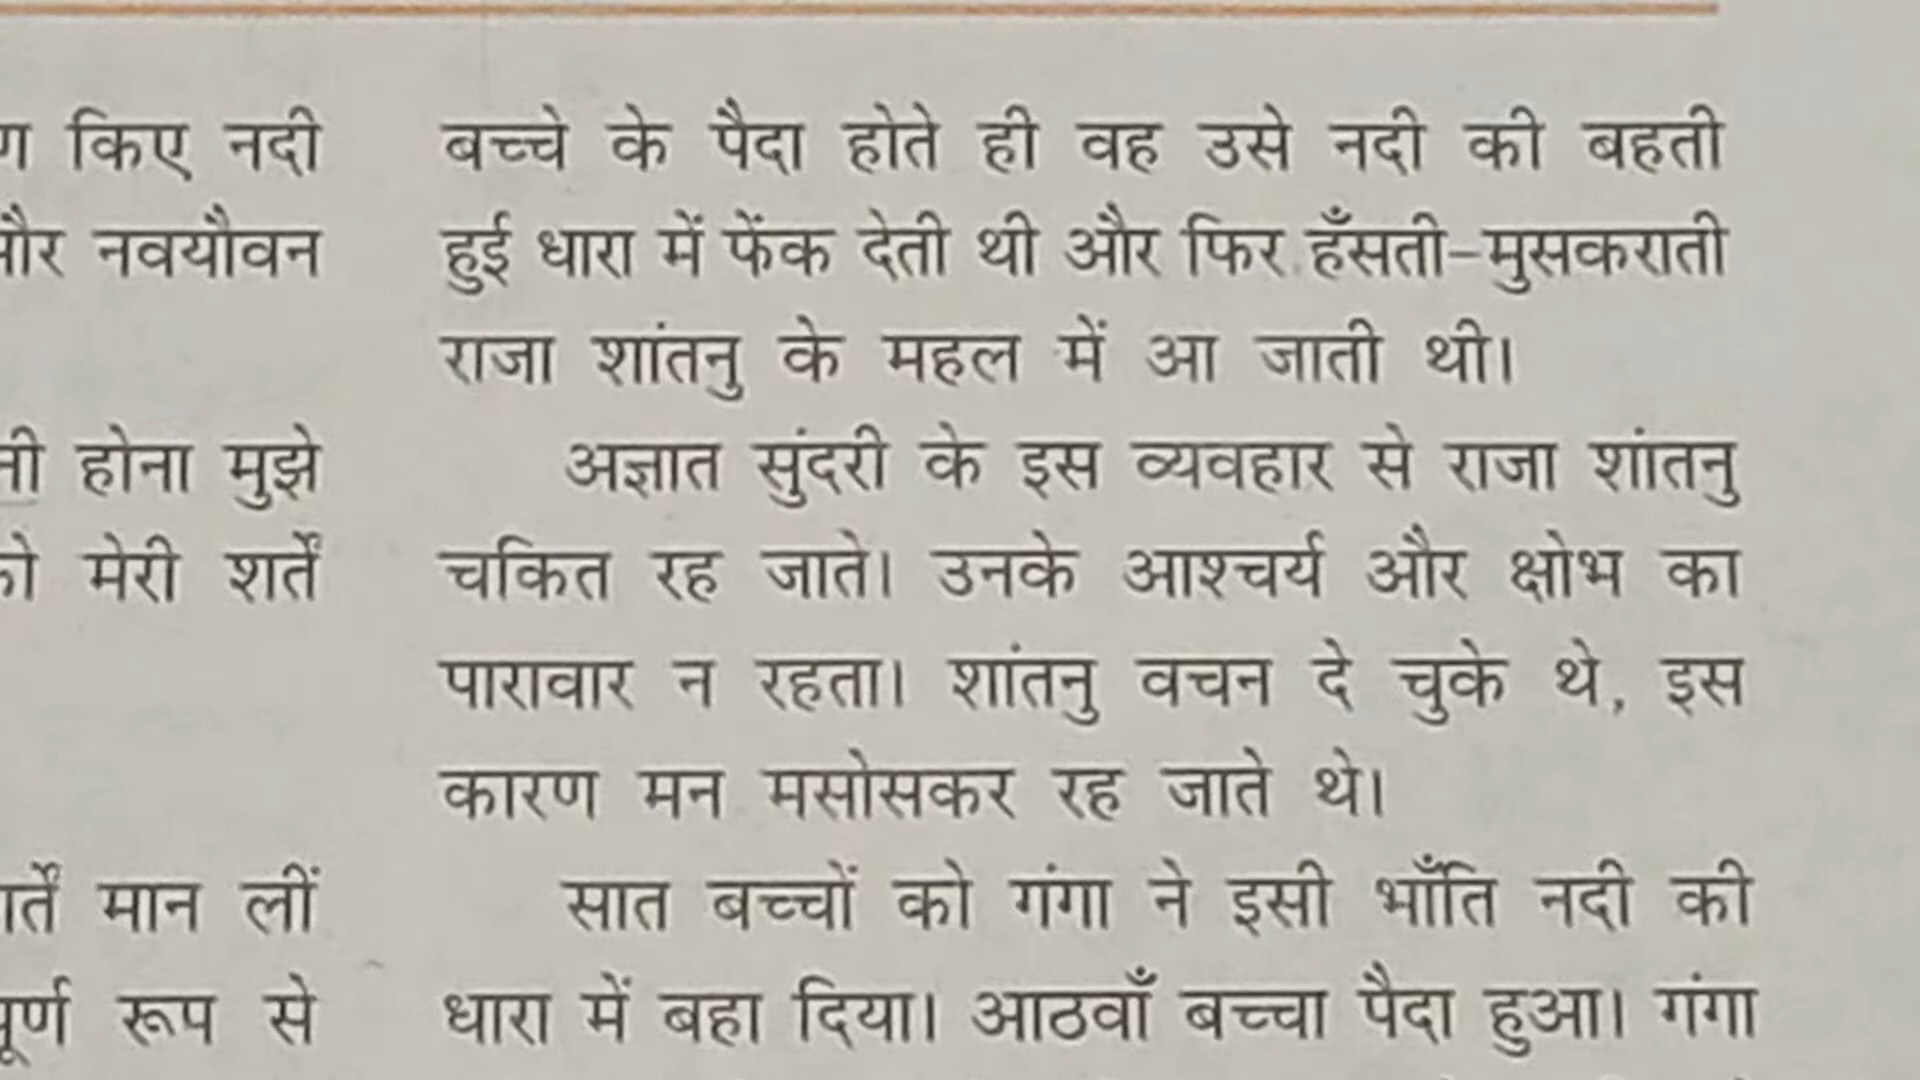 किए नदी
नवयौवन
होना मुझे
मेरी शर्तें
मान लीं
रूप से
बच्चे के पैदा होते ही वह उसे नदी की बहती
हुई धारा में फेंक देती थी और फिर हँसती-मुसकराती
राजा शांतनु के महल में आ जाती थी।
अज्ञात सुंदरी के इस व्यवहार से राजा शांतनु
चकित रह जाते। उनके आश्चर्य और क्षोभ का
पारावार न रहता। शांतनु वचन दे चुके थे, इस
कारण मन मसोसकर रह जाते थे।
सात बच्चों को गंगा ने इसी भाँति नदी की
धारा में बहा दिया। आठवाँ बच्चा पैदा हुआ। गंगा